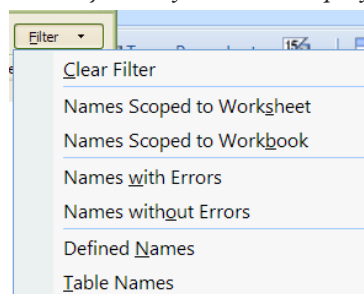 Filter
Clear Filter
Names Scoped to Worksheet
Names Scoped to Workbook
Names with Errors
Names without Errors
Defined Names
Table Names